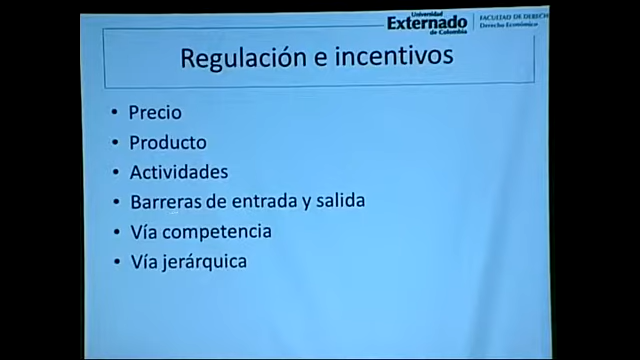 Universidad
Externado
de Colombia
FACULTAD DE DERECHO
Derecho Económico
Regulación e incentivos
• Precio
• Producto
• Actividades
• Barreras de entrada y salida
• Vía competencia
• Vía jerárquica